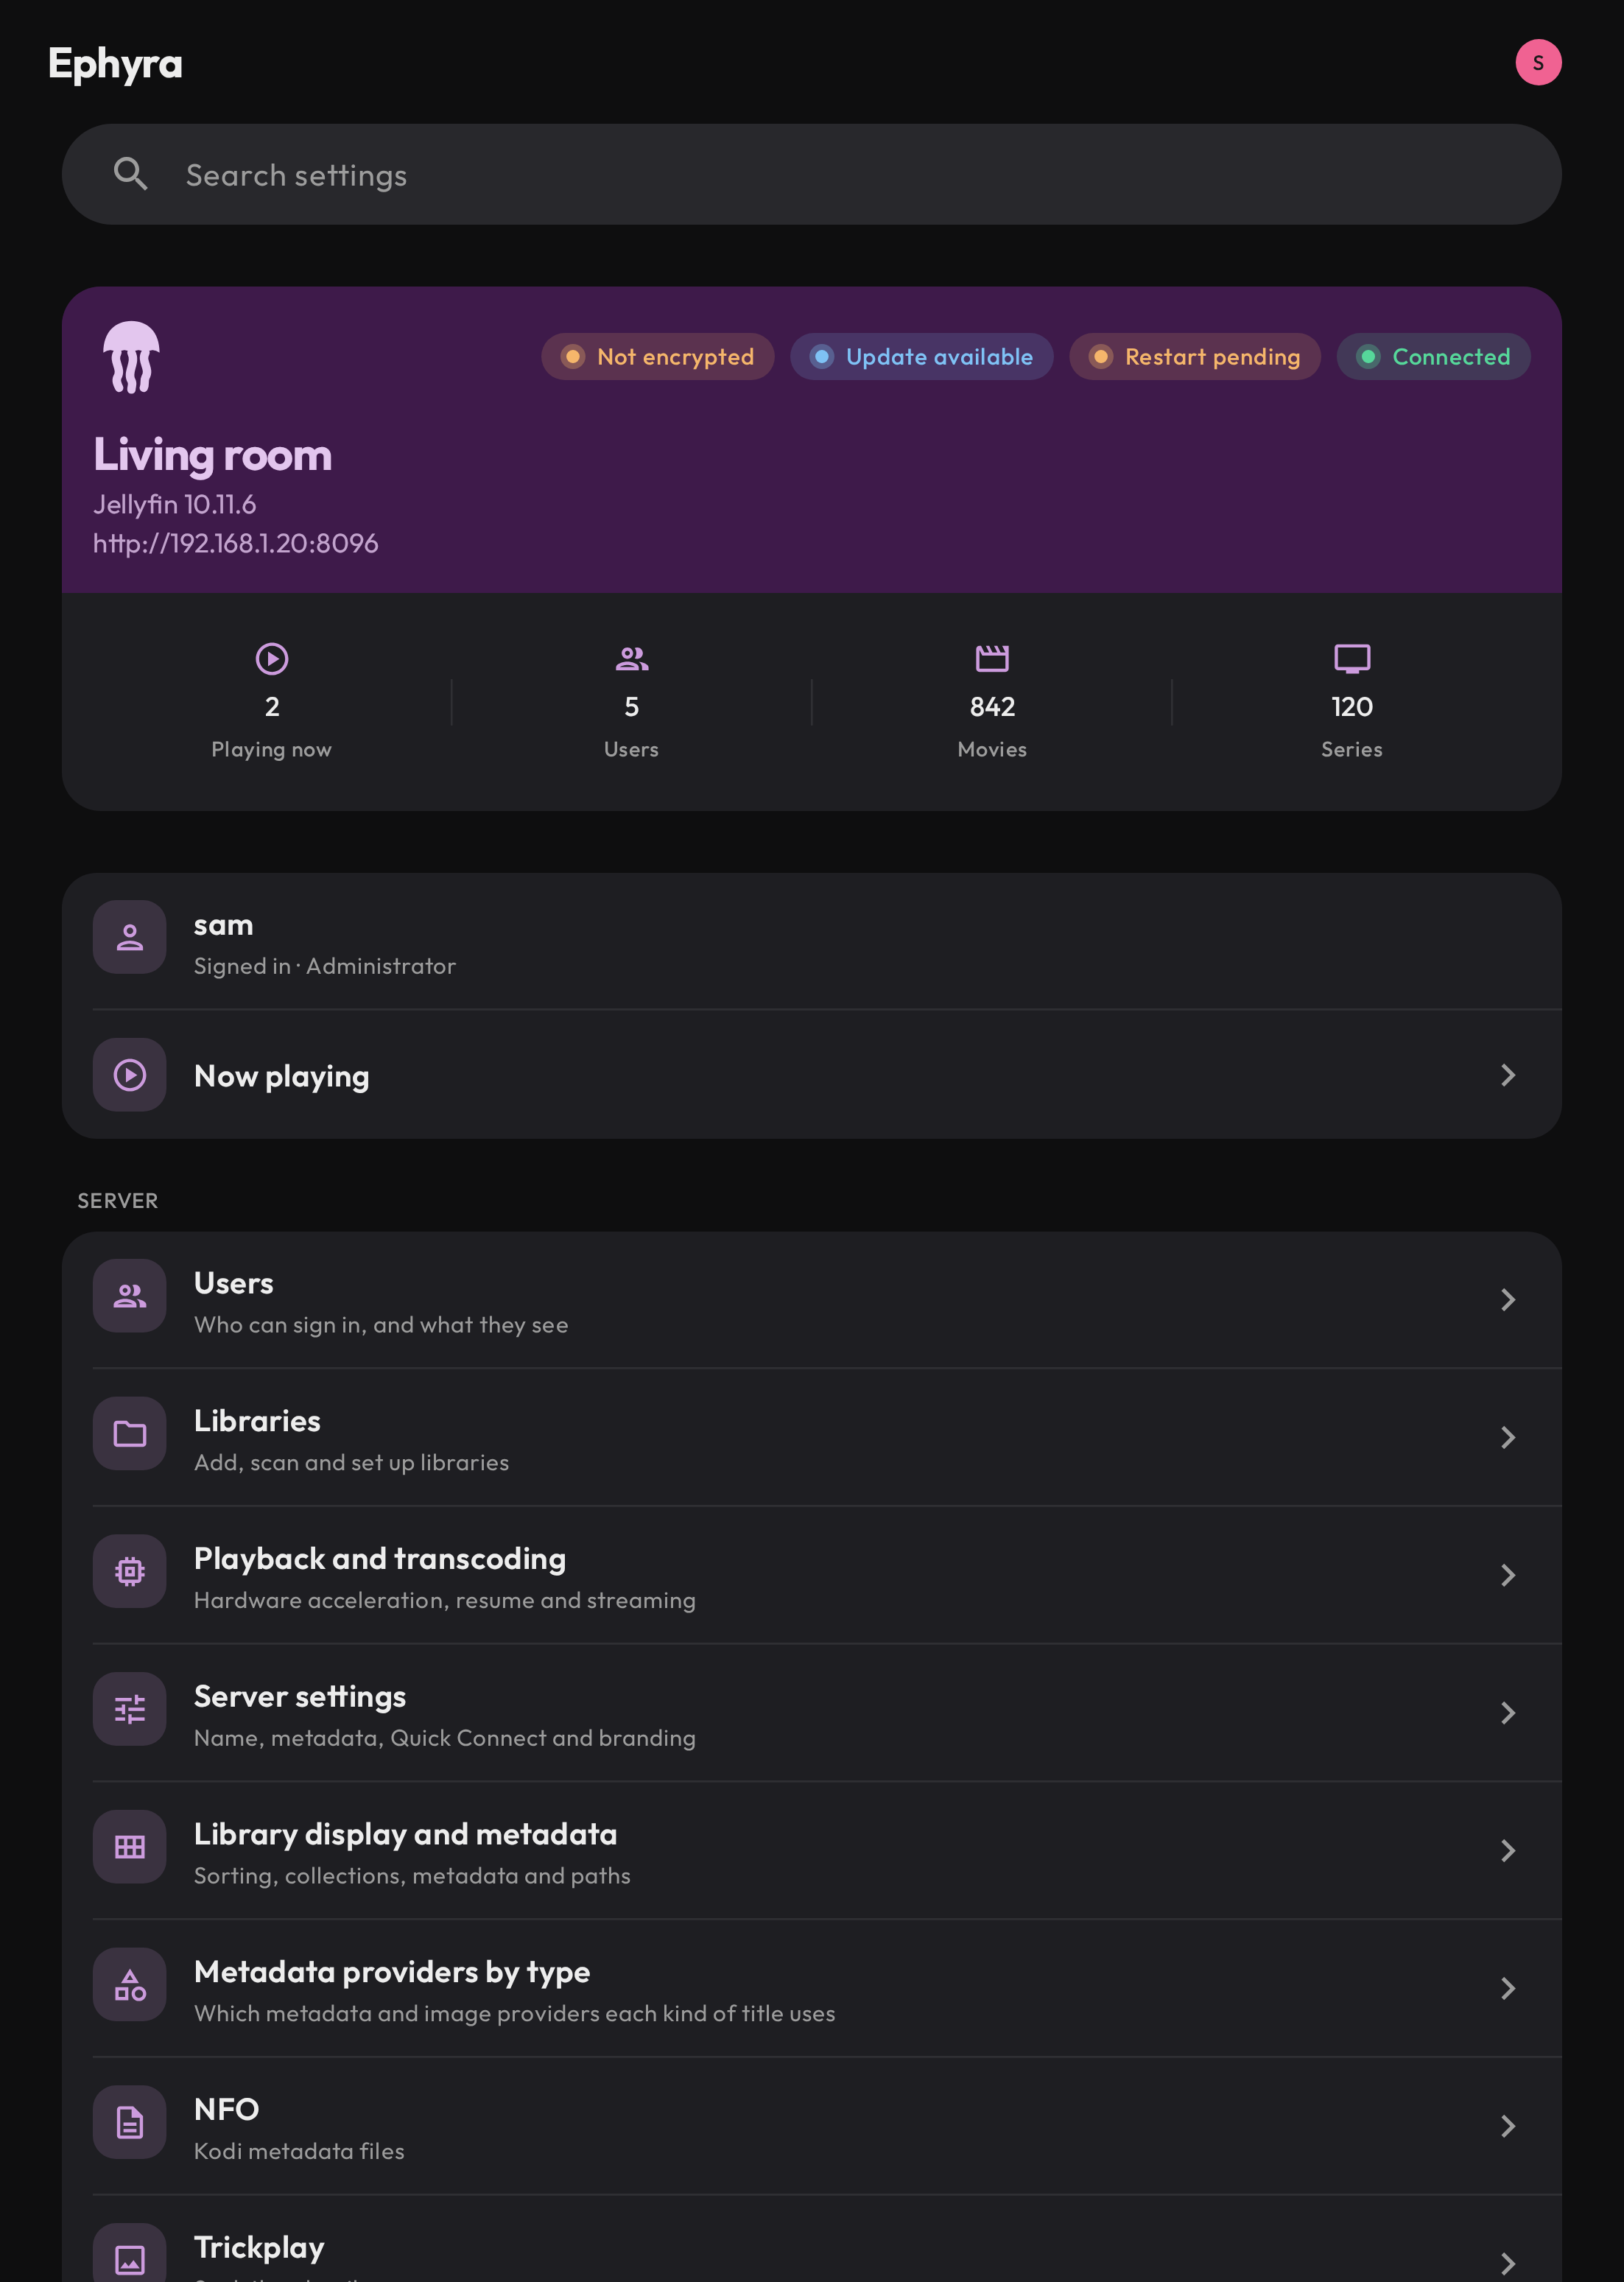 Ephyra
S
Search settings
Not encrypted
Update available
Restart pending
Connected
Living room
Jellyfin 10.11.6
http://192.168.1.20:8096
2
Playing now
5
Users
842
Movies
120
Series
sam
Signed in · Administrator
Now playing
SERVER
Users
Who can sign in, and what they see
Libraries
Add, scan and set up libraries
Playback and transcoding
Hardware acceleration, resume and streaming
Server settings
Name, metadata, Quick Connect and branding
Library display and metadata
Sorting, collections, metadata and paths
Metadata providers by type
Which metadata and image providers each kind of title uses
NFO
Kodi metadata files
Trickplay